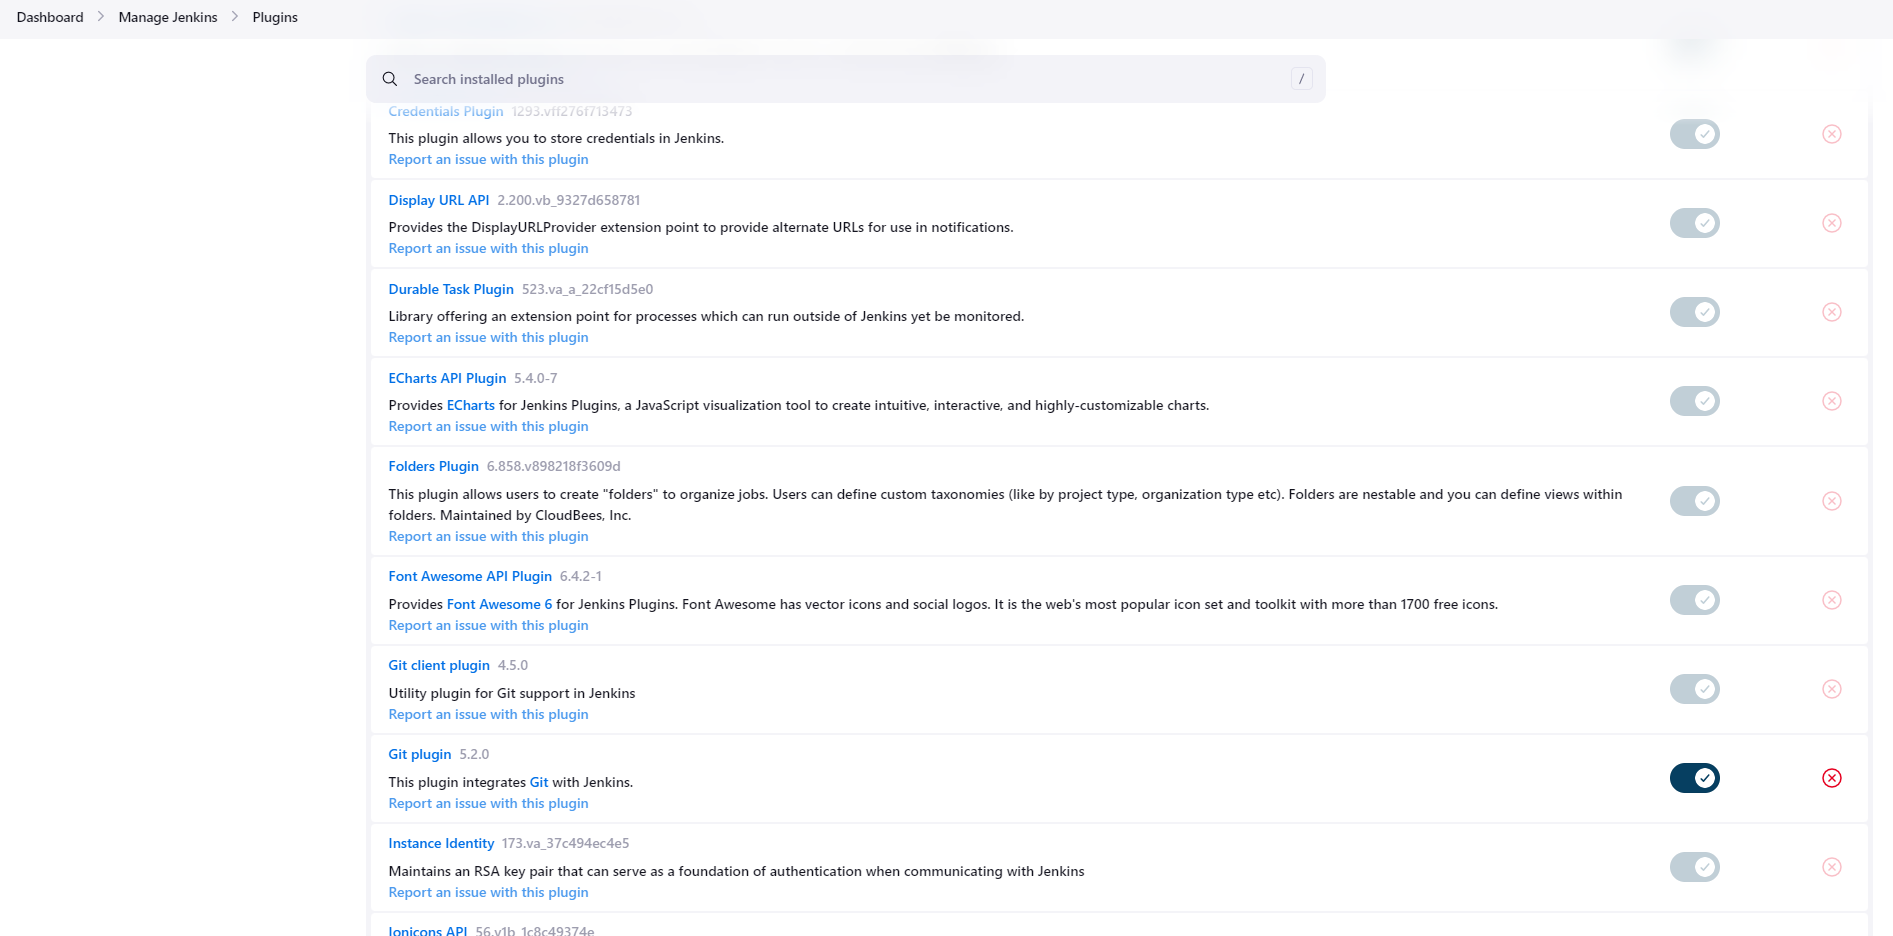 Dashboard > Manage Jenkins > Plugins
Search installed plugins /
Credentials Plugin 1293.vff276f713473
This plugin allows you to store credentials in Jenkins.
Report an issue with this plugin
Display URL API 2.200.vb_9327d658781
Provides the DisplayURLProvider extension point to provide alternate URLs for use in notifications.
Report an issue with this plugin
Durable Task Plugin 523.va_a_22cf15d5e0
Library offering an extension point for processes which can run outside of Jenkins yet be monitored.
Report an issue with this plugin
ECharts API Plugin 5.4.0-7
Provides ECharts for Jenkins Plugins, a JavaScript visualization tool to create intuitive, interactive, and highly-customizable charts.
Report an issue with this plugin
Folders Plugin 6.858.v898218f3609d
This plugin allows users to create "folders" to organize jobs. Users can define custom taxonomies (like by project type, organization type etc). Folders are nestable and you can define views within
folders. Maintained by CloudBees, Inc.
Report an issue with this plugin
Font Awesome API Plugin 6.4.2-1
Provides Font Awesome 6 for Jenkins Plugins. Font Awesome has vector icons and social logos. It is the web's most popular icon set and toolkit with more than 1700 free icons.
Report an issue with this plugin
Git client plugin 4.5.0
Utility plugin for Git support in Jenkins
Report an issue with this plugin
Git plugin 5.2.0
This plugin integrates Git with Jenkins.
Report an issue with this plugin
Instance Identity 173.va_37c494ec4e5
Maintains an RSA key pair that can serve as a foundation of authentication when communicating with Jenkins
Report an issue with this plugin
Ionicons API 56.v1b_1c8c49374e